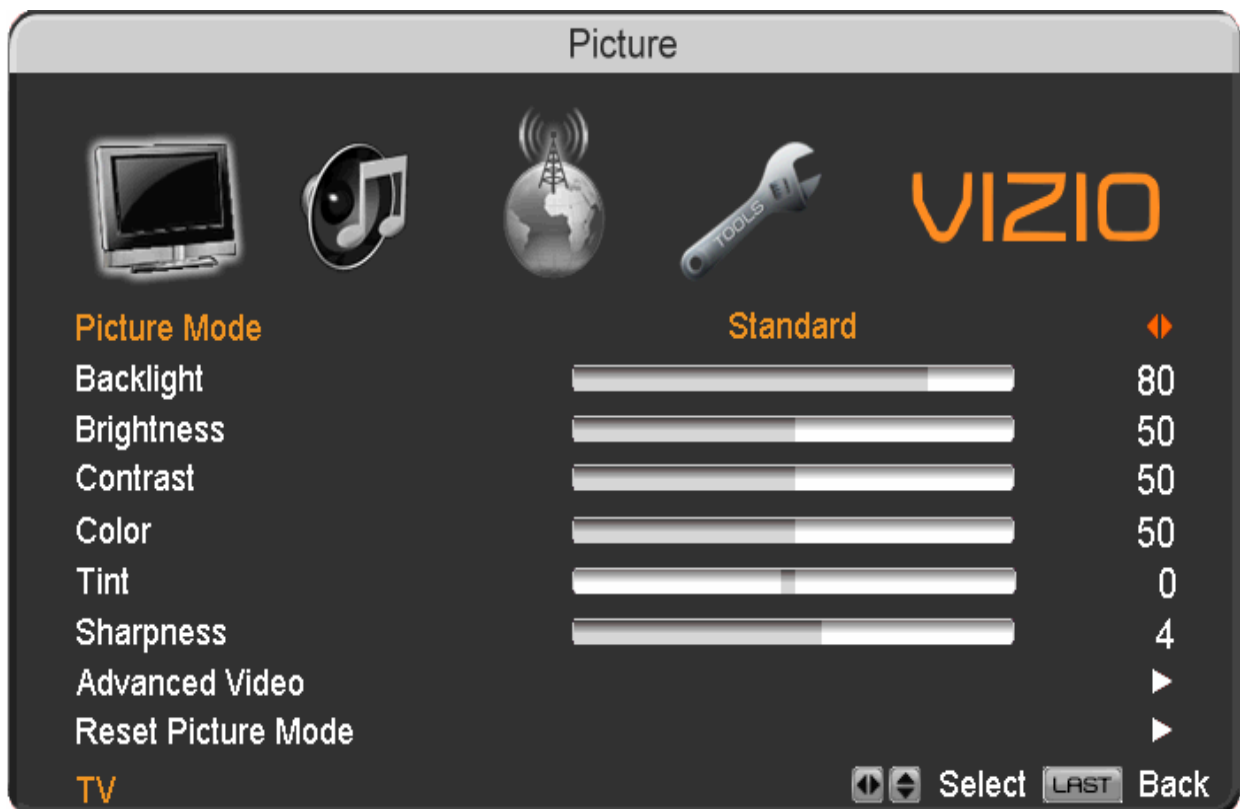 Picture
TOOLS
VIZIO
Picture Mode Standard
Backlight 80
Brightness 50
Contrast 50
Color 50
Tint 0
Sharpness 4
Advanced Video
Reset Picture Mode
TV Select LAST Back